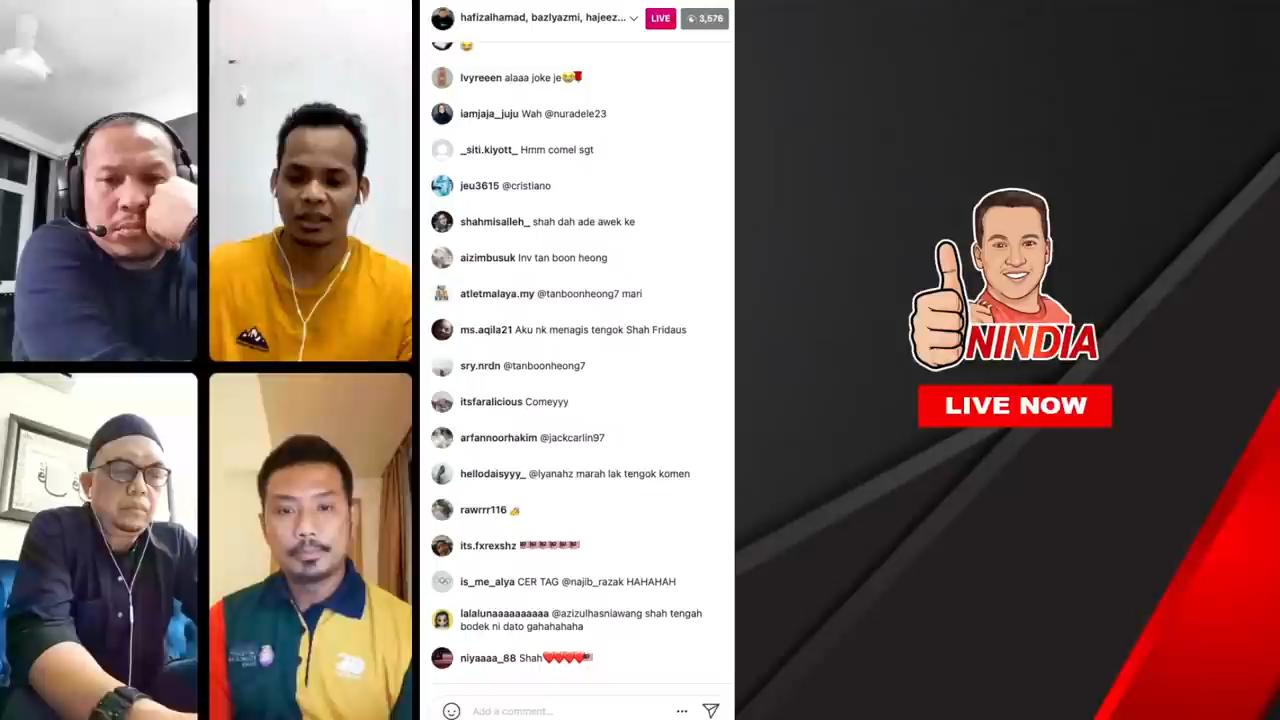 hafizalhamad, bazlyazmi, hajeez...
LIVE
3,576
lvyreeen alaaa joke je
iamjaja_juju Wah @nuradele23
_siti.kiyott_ Hmm comel sgt
jeu3615 @cristiano
shahmisalleh_ shah dah ade awek ke
aizimbusuk Inv tan boon heong
atletmalaya.my @tanboonheong7 mari
ms.aqila21 Aku nk menagis tengok Shah Fridaus
sry.nrdn @tanboonheong7
itsfaralicious Comeyyy
arfannoorhakim @jackcarlin97
hellodaisyyy_ @lyanahz marah lak tengok komen
rawrrr116
its.fxrexshz
is_me_alya CER TAG @najib_razak HAHAHAH
lalalunaaaaaaaaaa @azizulhasniawang shah tengah
bodek ni dato gahahahaha
niyaaaa_88 Shah
Add a comment...
NINDIA
LIVE NOW